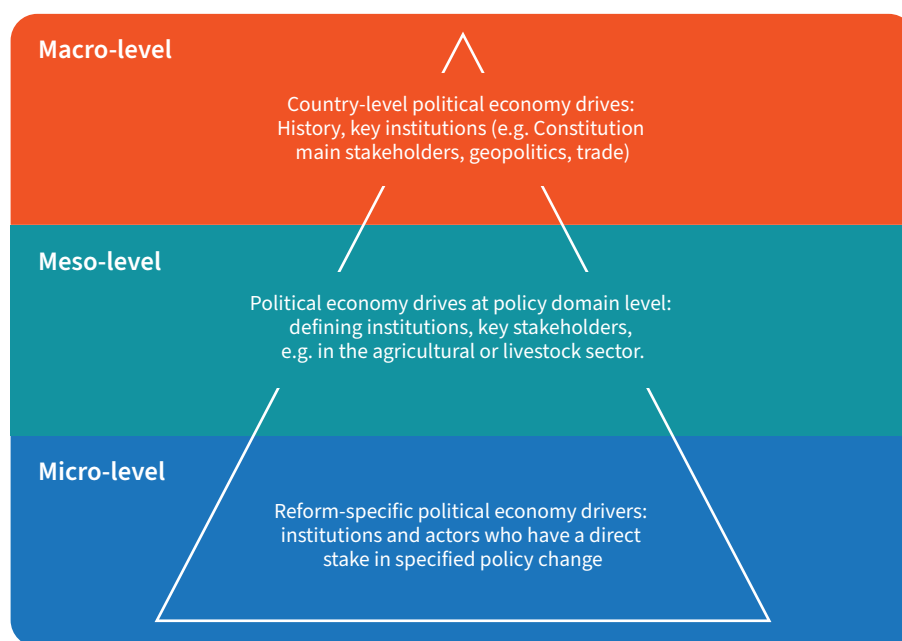 Macro-level
Country-level political economy drives:
History, key institutions (e.g. Constitution
main stakeholders, geopolitics, trade)
Meso-level
Political economy drives at policy domain level:
defining institutions, key stakeholders,
e.g. in the agricultural or livestock sector.
Micro-level
Reform-specific political economy drivers:
institutions and actors who have a direct
stake in specified policy change